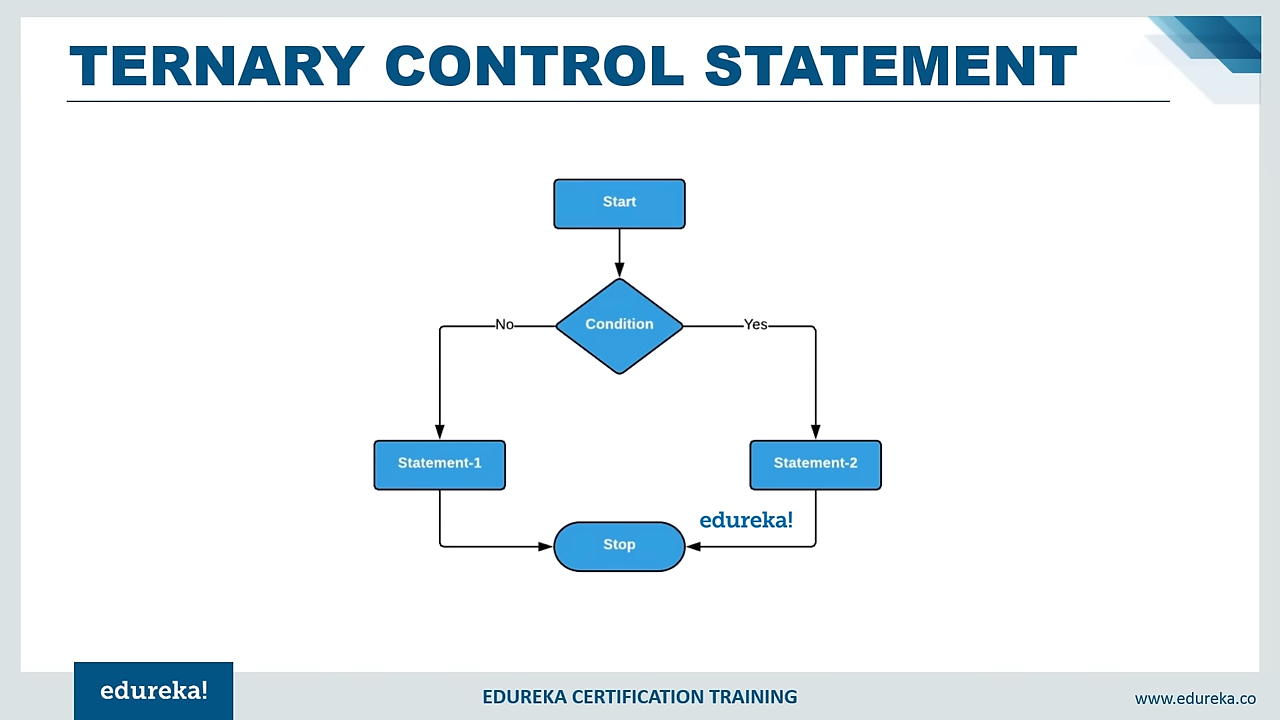 TERNARY CONTROL STATEMENT
Start
Condition
No
Yes
Statement-1
Statement-2
edureka!
Stop
edureka!
EDUREKA CERTIFICATION TRAINING
www.edureka.co